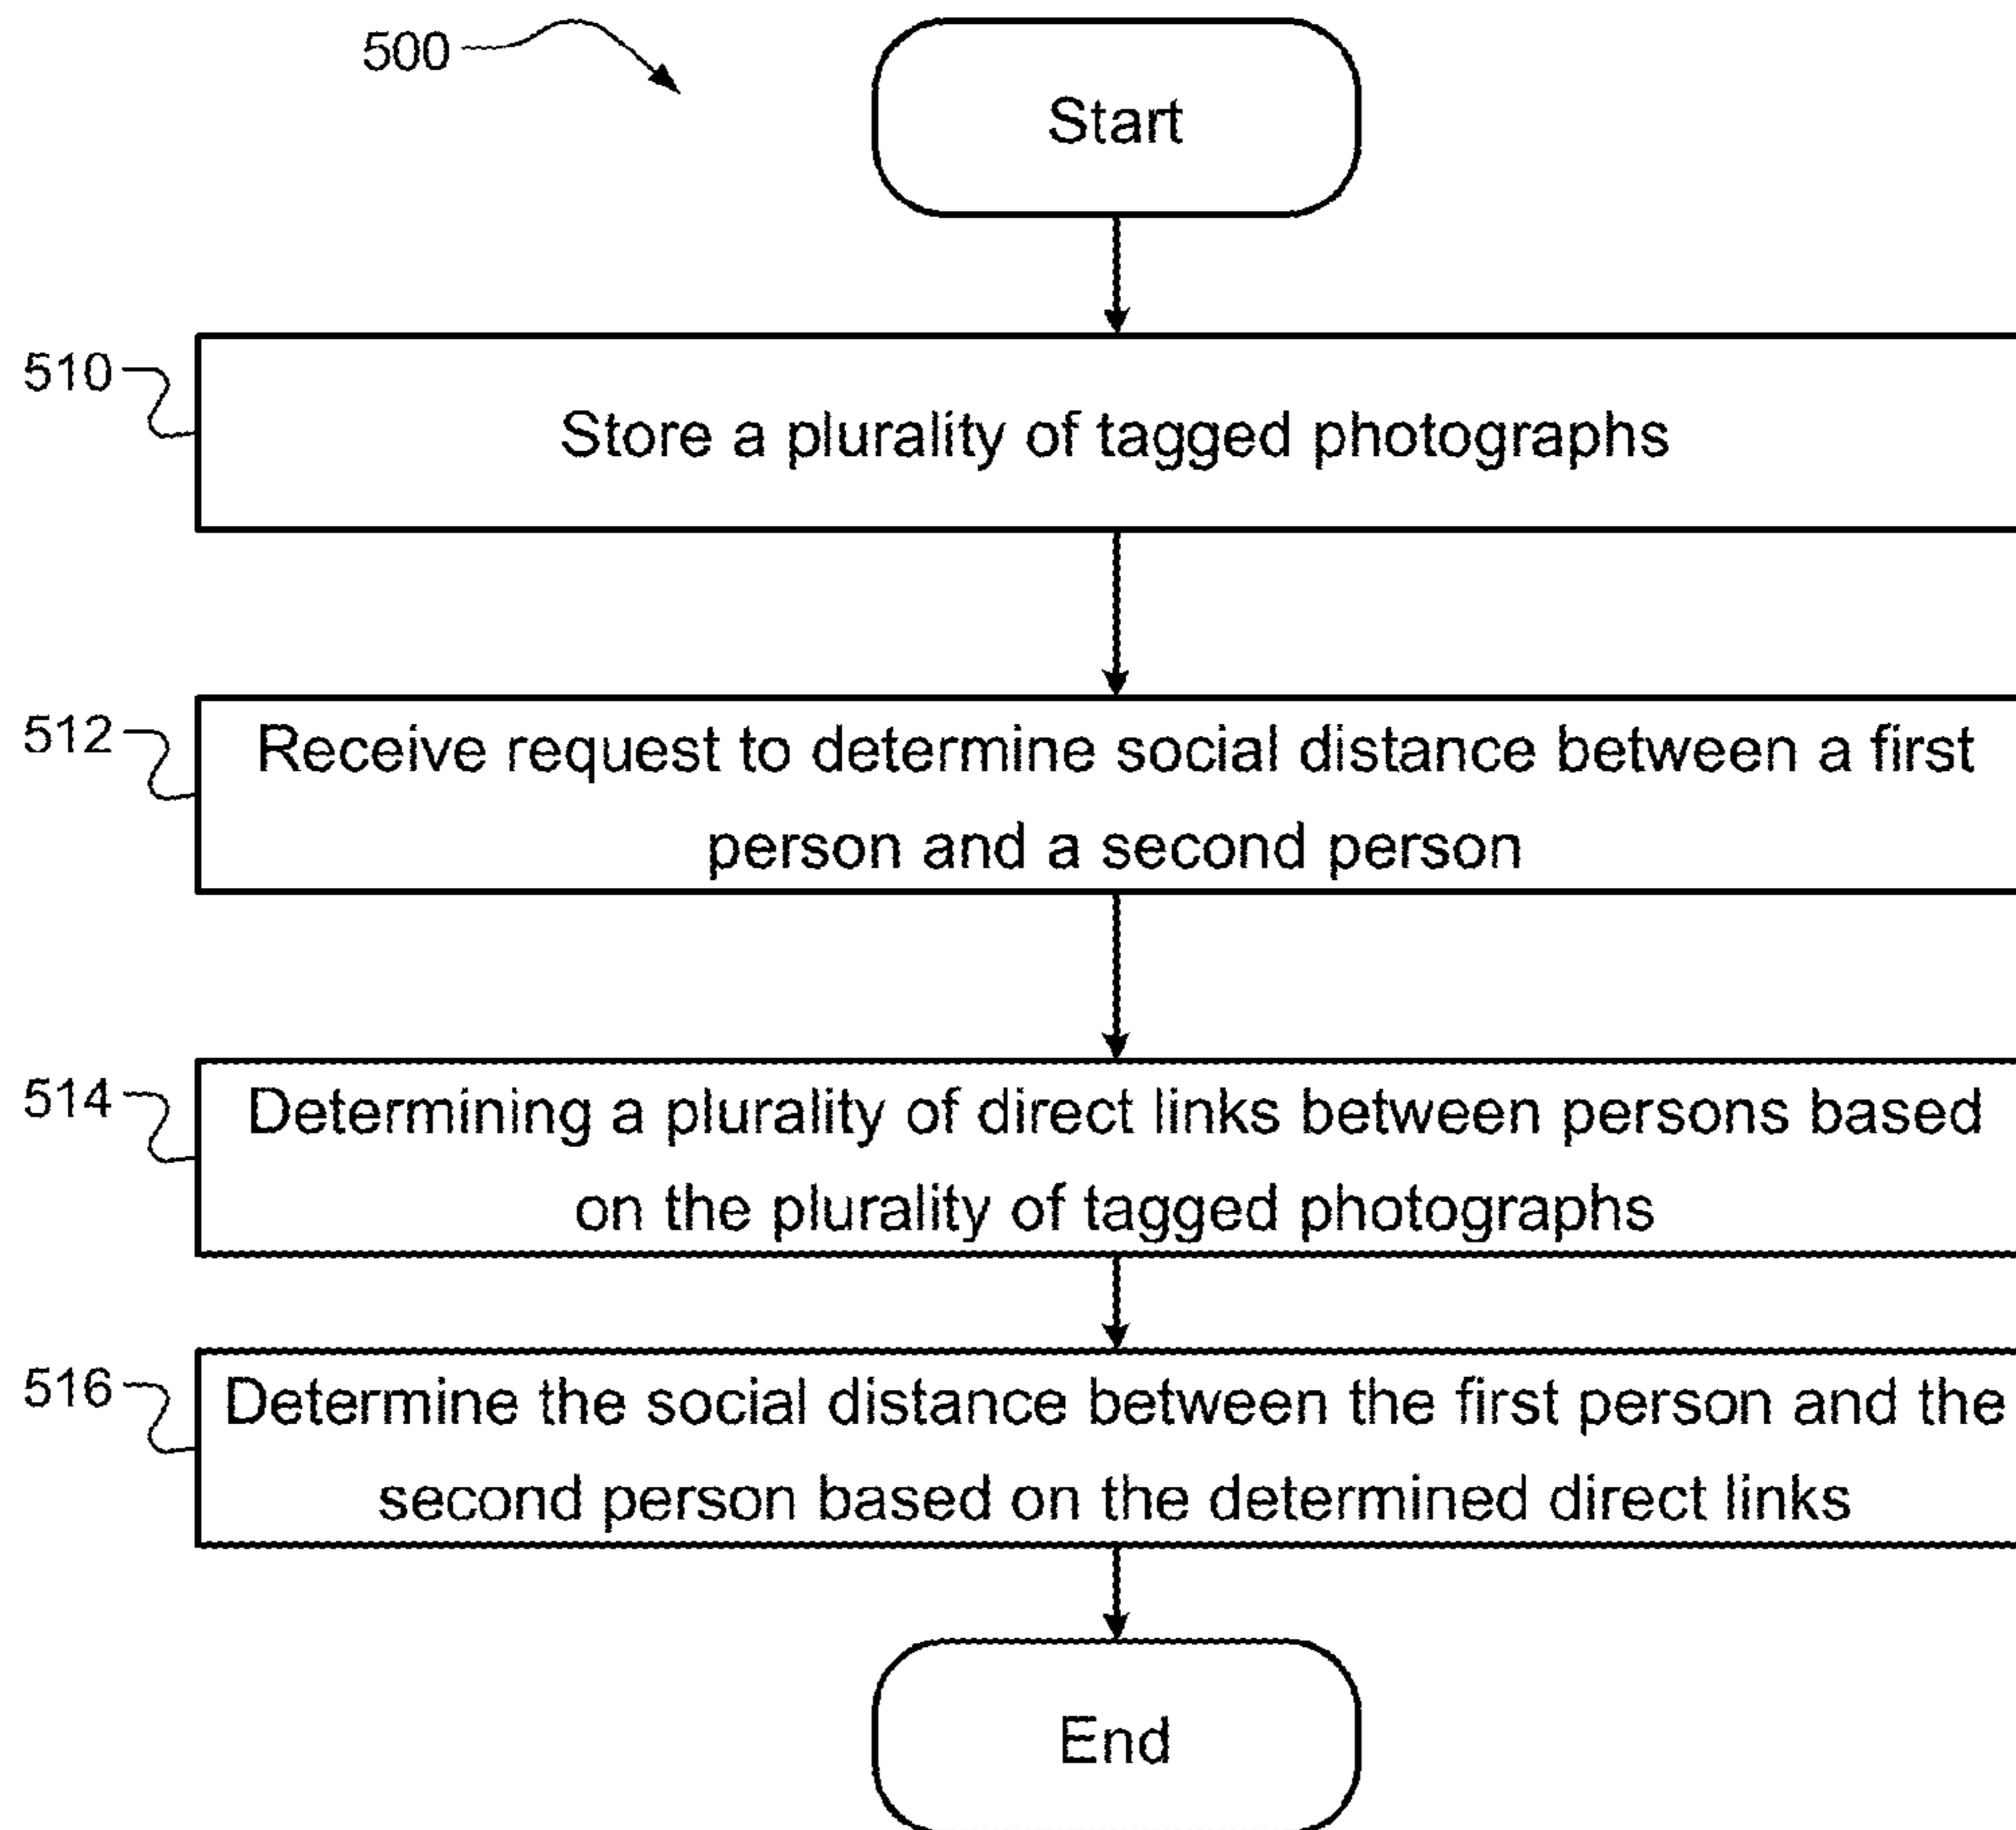 500
Start
510
Store a plurality of tagged photographs
512
Receive request to determine social distance between a first
person and a second person
514
Determining a plurality of direct links between persons based
on the plurality of tagged photographs
516
Determine the social distance between the first person and the
second person based on the determined direct links
End